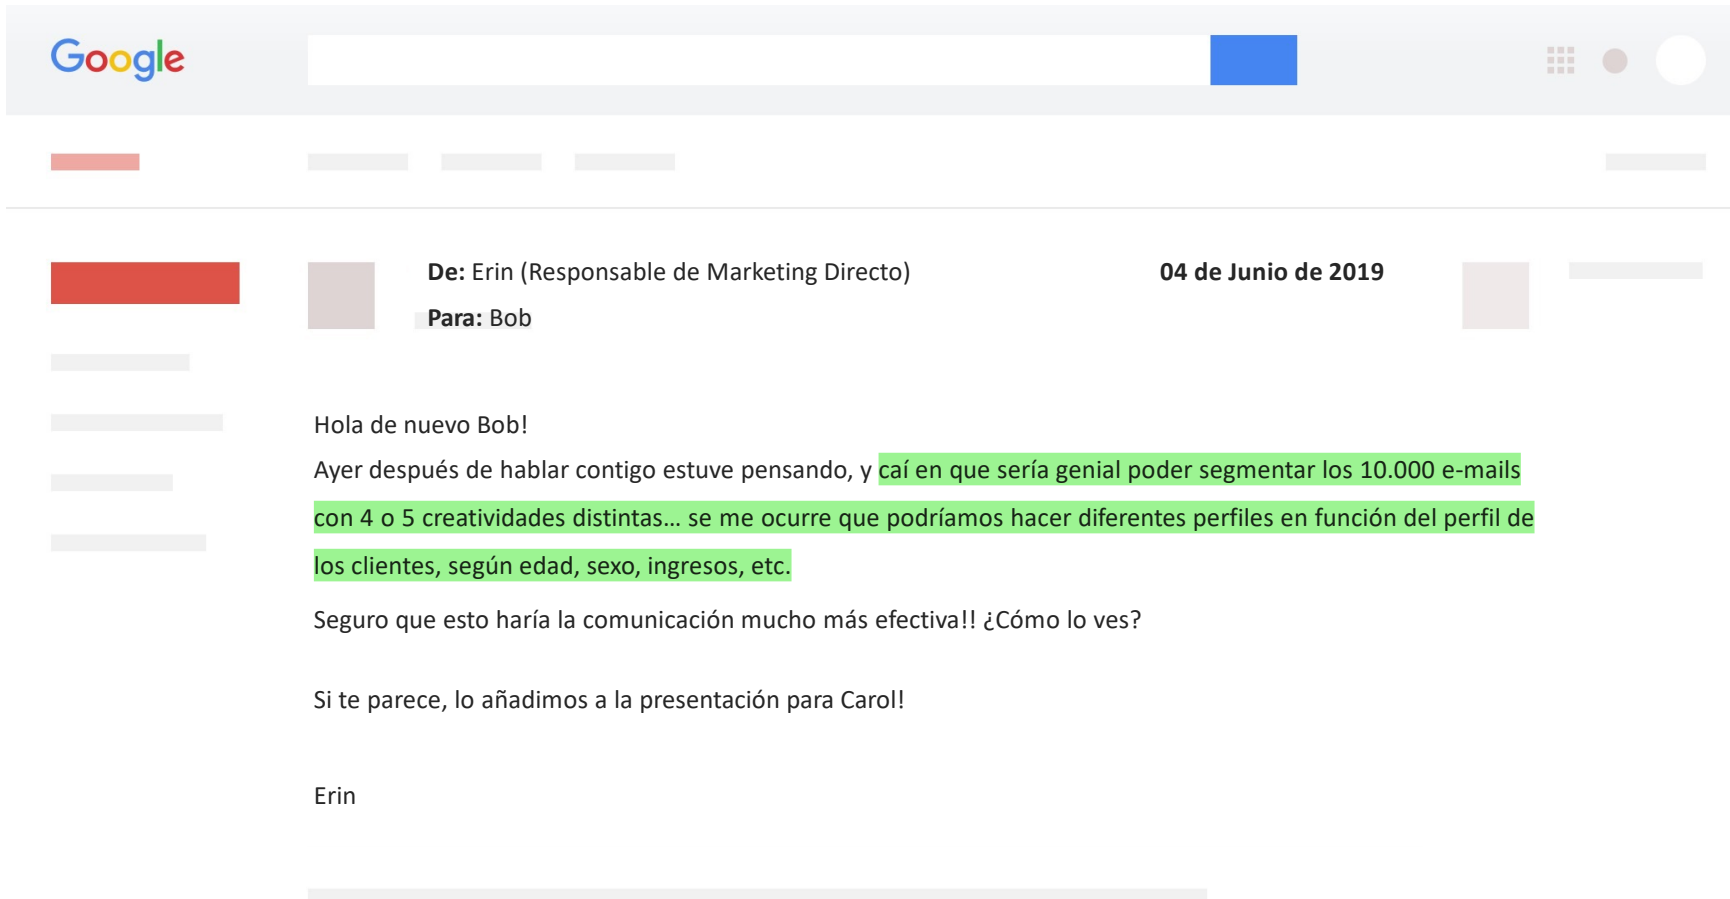 Google
De: Erin (Responsable de Marketing Directo)
04 de Junio de 2019
Para: Bob
Hola de nuevo Bob!
Ayer después de hablar contigo estuve pensando, y caí en que sería genial poder segmentar los 10.000 e-mails
con 4 o 5 creatividades distintas... se me ocurre que podríamos hacer diferentes perfiles en función del perfil de
los clientes, según edad, sexo, ingresos, etc.
Seguro que esto haría la comunicación mucho más efectiva!! ¿Cómo lo ves?
Si te parece, lo añadimos a la presentación para Carol!
Erin